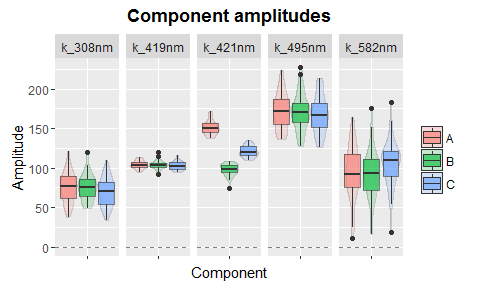 Component amplitudes
k_308nm k_419nm k_421nm k_495nm k_582nm
200
150
100
50
0
Amplitude
Component
A
B
C